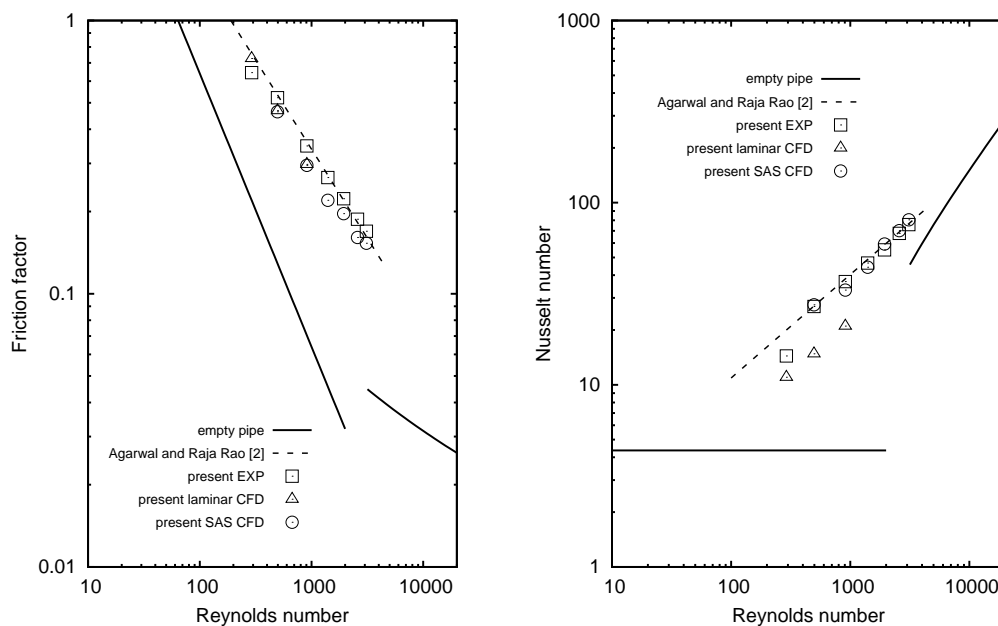 1
0.1
0.01
Friction factor
10
100
1000
10000
Reynolds number
empty pipe
Agarwal and Raja Rao [2]
present EXP
present laminar CFD
present SAS CFD
1000
100
10
1
Nusselt number
10
100
1000
10000
Reynolds number
empty pipe
Agarwal and Raja Rao [2]
present EXP
present laminar CFD
present SAS CFD